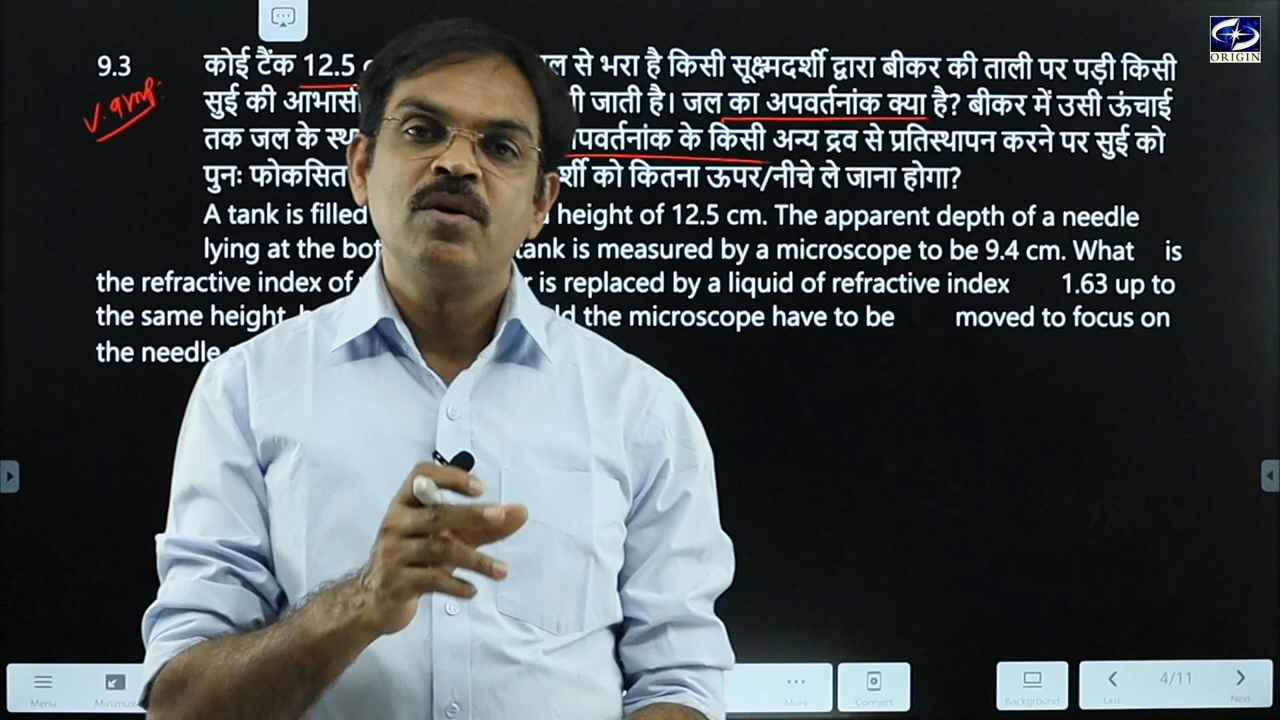 ORIGIN
9.3 कोई टैंक 12.5 से भरा है किसी सूक्ष्मदर्शी द्वारा बीकर की ताली पर पड़ी किसी
v. Imp.
सुई की आभासी जाती है। जल का अपवर्तनांक क्या है? बीकर में उसी ऊंचाई
तक जल के के किसी अन्य द्रव से प्रतिस्थापन करने पर सुई को
पुनः फोकसित को कितना ऊपर/नीचे ले जाना होगा?
A tank is filled height of 12.5 cm. The apparent depth of a needle
lying at the tank is measured by a microscope to be 9.4 cm. What is
the refractive index of is replaced by a liquid of refractive index 1.63 up to
the same height the microscope have to be moved to focus on
the needle
Menu Minimize More Connect Background Last 4/11 Next